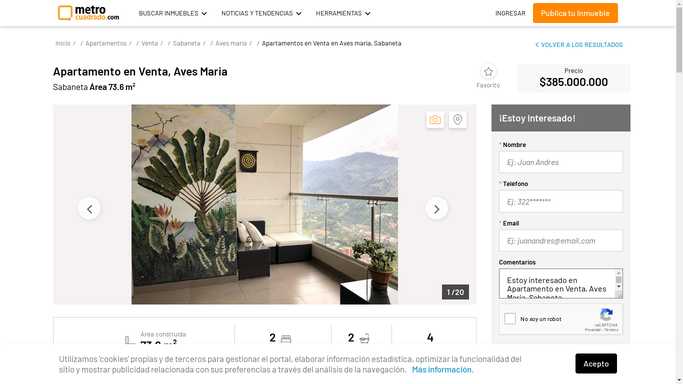 metro
cuadrado.com
BUSCAR INMUEBLES
NOTICIAS Y TENDENCIAS
HERRAMIENTAS
INGRESAR
Publica tu Inmueble
Inicio / / Apartamentos / / Venta / / Sabaneta / / Aves maria / / Apartamentos en Venta en Aves maria, Sabaneta
VOLVER A LOS RESULTADOS
Apartamento en Venta, Aves Maria
Sabaneta Área 73.6 m²
Favorito
Precio
$385.000.000
1 / 20
¡Estoy Interesado!
* Nombre
Ej: Juan Andres
* Teléfono
Ej: 322*******
* Email
Ej: juanandres@email.com
Comentarios
Estoy interesado en
Apartamento en Venta, Aves
Maria, Sabaneta
No soy un robot
reCAPTCHA
Privacidad - Términos
Área construida
73.6 m²
2
2
4
Utilizamos 'cookies' propias y de terceros para gestionar el portal, elaborar información estadística, optimizar la funcionalidad del
sitio y mostrar publicidad relacionada con sus preferencias a través del análisis de la navegación. Más información.
Acepto